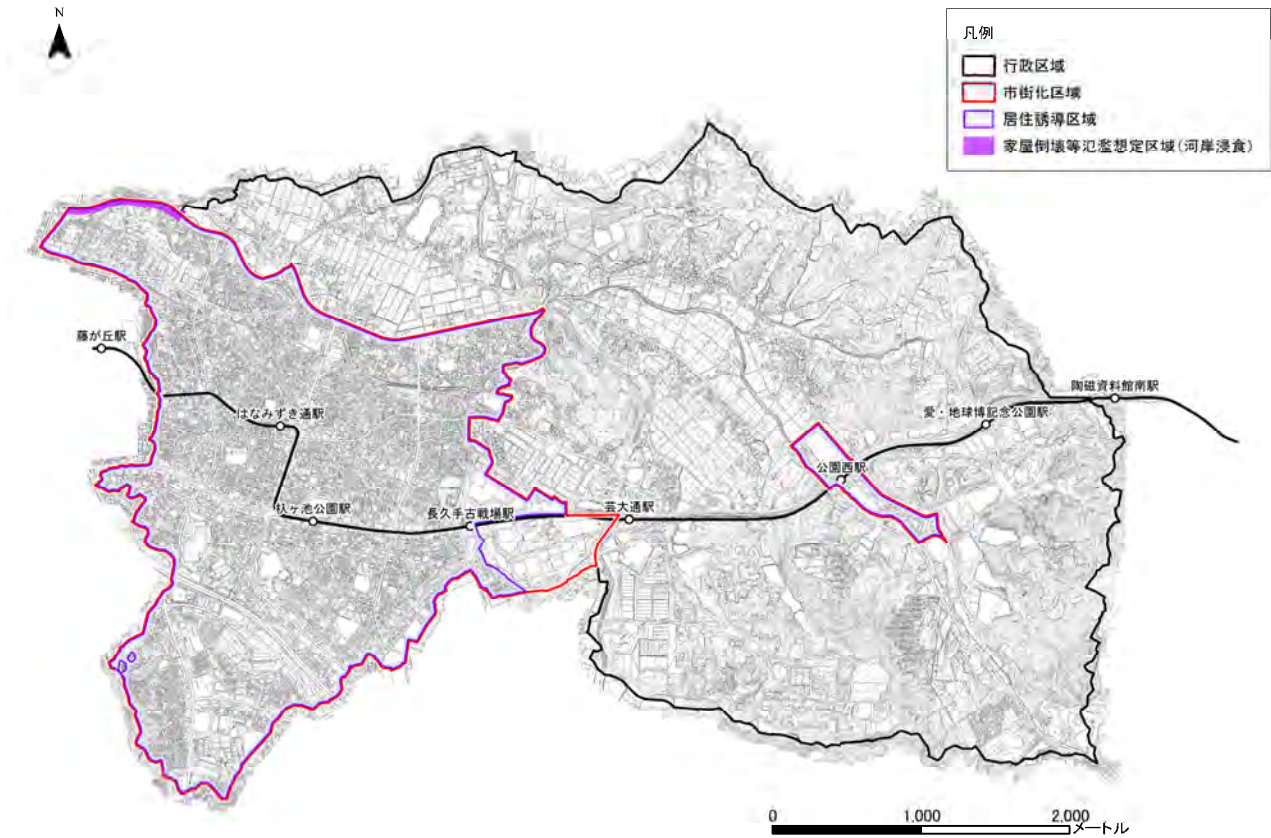 N
凡例
行政区域
市街化区域
居住誘導区域
家屋倒壊等氾濫想定区域(河岸浸食)
藤が丘駅
はなみずき通駅
杁ヶ池公園駅
長久手古戦場駅
芸大通駅
公園西駅
愛・地球博記念公園駅
陶磁資料館南駅
0 1,000 2,000
メートル